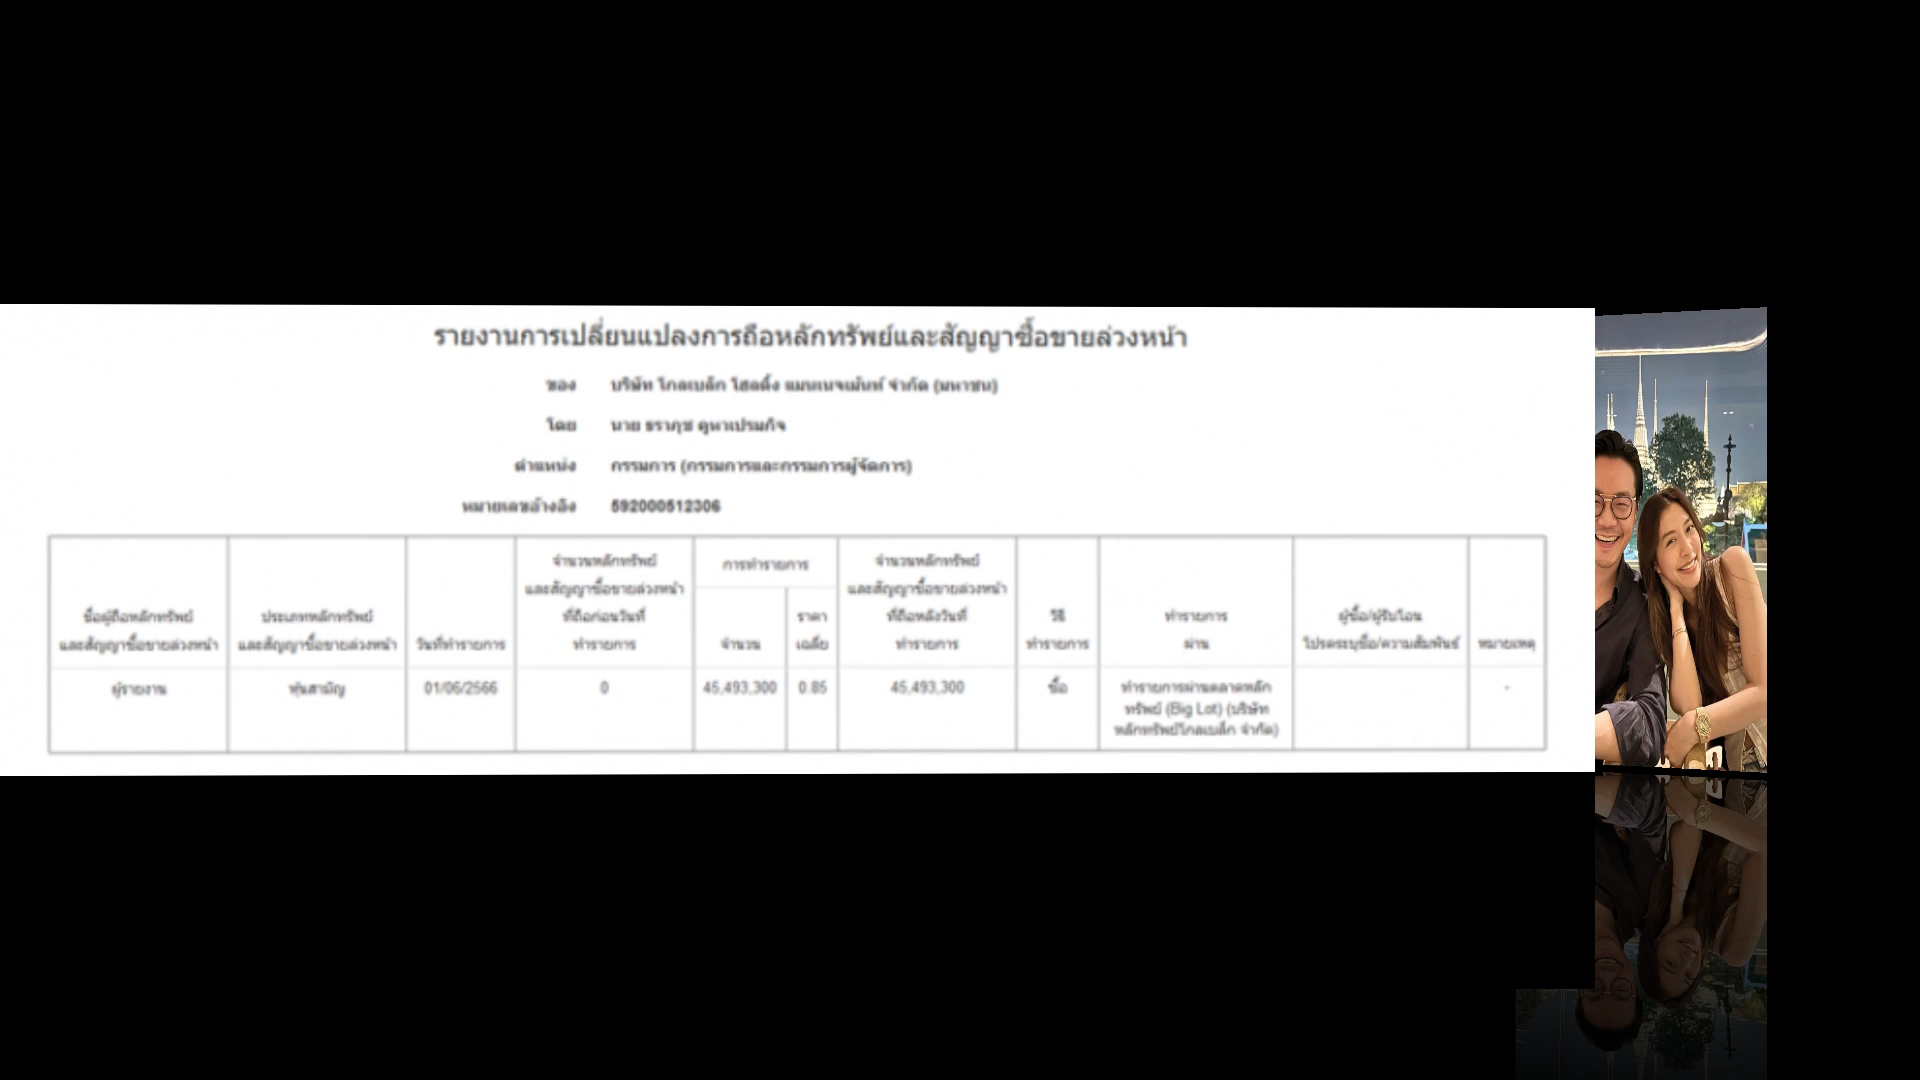 รายงานการเปลี่ยนแปลงการถือหลักทรัพย์และสัญญาซื้อขายล่วงหน้า
ของ บริษัท โกลเบล็ก โฮลดิ้ง แมนเนจเม้นท์ จำกัด (มหาชน)
โดย นาย ธราภุช คูหาเปรมกิจ
ตำแหน่ง กรรมการ (กรรมการและกรรมการผู้จัดการ)
หมายเลขอ้างอิง 592000512306
ชื่อผู้ถือหลักทรัพย์
และสัญญาซื้อขายล่วงหน้า
ประเภทหลักทรัพย์
และสัญญาซื้อขายล่วงหน้า
วันที่ทำรายการ
จำนวนหลักทรัพย์
และสัญญาซื้อขายล่วงหน้า
ที่ถือก่อนวันที่
ทำรายการ
การทำรายการ
จำนวน
ราคา
เฉลี่ย
จำนวนหลักทรัพย์
และสัญญาซื้อขายล่วงหน้า
ที่ถือหลังวันที่
ทำรายการ
วิธี
ทำรายการ
ทำรายการ
ผ่าน
ผู้ซื้อ/ผู้รับโอน
โปรดระบุชื่อ/ความสัมพันธ์
หมายเหตุ
ผู้รายงาน
หุ้นสามัญ
01/06/2566
0
45,493,300
0.85
45,493,300
ซื้อ
ทำรายการผ่านตลาดหลัก
ทรัพย์ (Big Lot) (บริษัท
หลักทรัพย์โกลเบล็ก จำกัด)
-